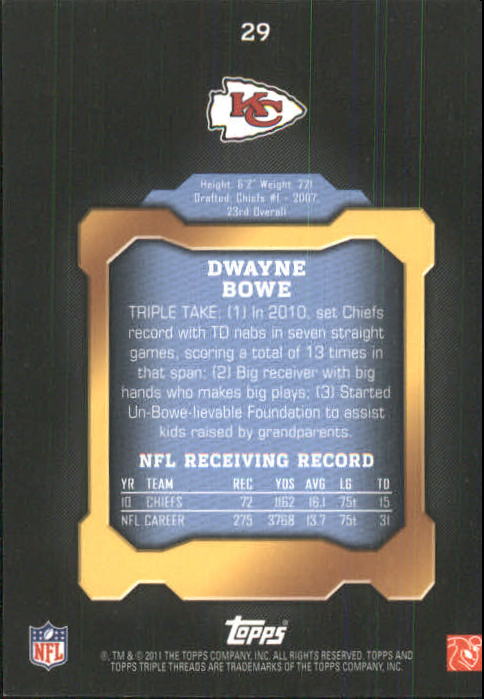 29
KC
Height: 6'2" Weight: 221
Drafted: Chiefs #1 - 2007,
23rd Overall
DWAYNE
BOWE
TRIPLE TAKE: (1) In 2010, set Chiefs
record with TD nabs in seven straight
games, scoring a total of 13 times in
that span; (2) Big receiver with big
hands who makes big plays; (3) Started
Un-Bowe-lievable Foundation to assist
kids raised by grandparents.
NFL RECEIVING RECORD
YR TEAM REC YDS AVG LG TD
10 CHIEFS 72 1162 16.1 75t 15
NFL CAREER 275 3768 13.7 75t 31
Topps
NFL
®, TM & © 2011 THE TOPPS COMPANY, INC. ALL RIGHTS RESERVED. TOPPS AND
TOPPS TRIPLE THREADS ARE TRADEMARKS OF THE TOPPS COMPANY, INC.